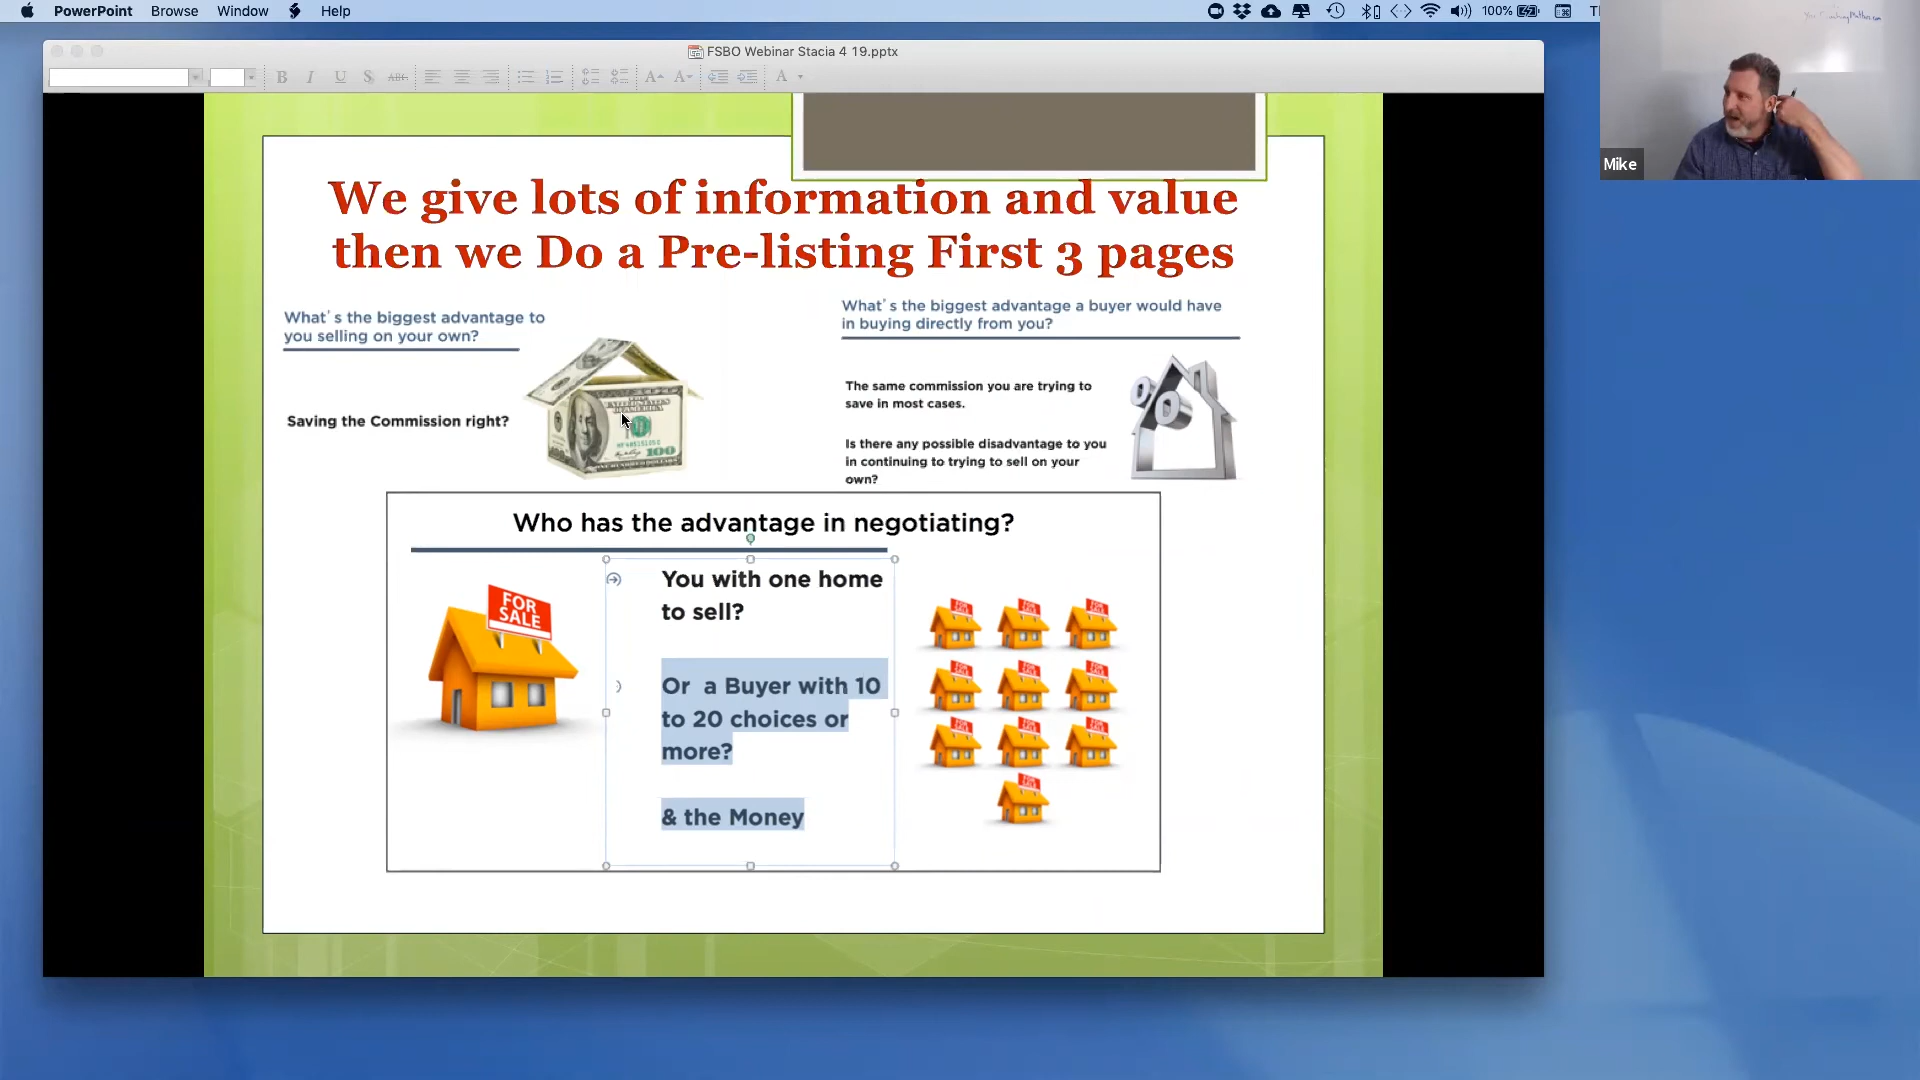 PowerPoint Browse Window Help
100%
FSBO Webinar Stacia 4 19.pptx
B I U S ABC A A A
Mike
We give lots of information and value
then we Do a Pre-listing First 3 pages
What's the biggest advantage to
you selling on your own?
Saving the Commission right?
100
What's the biggest advantage a buyer would have
in buying directly from you?
The same commission you are trying to
save in most cases.
Is there any possible disadvantage to you
in continuing to trying to sell on your
own?
Who has the advantage in negotiating?
FOR
SALE
You with one home
to sell?
Or a Buyer with 10
to 20 choices or
more?
& the Money